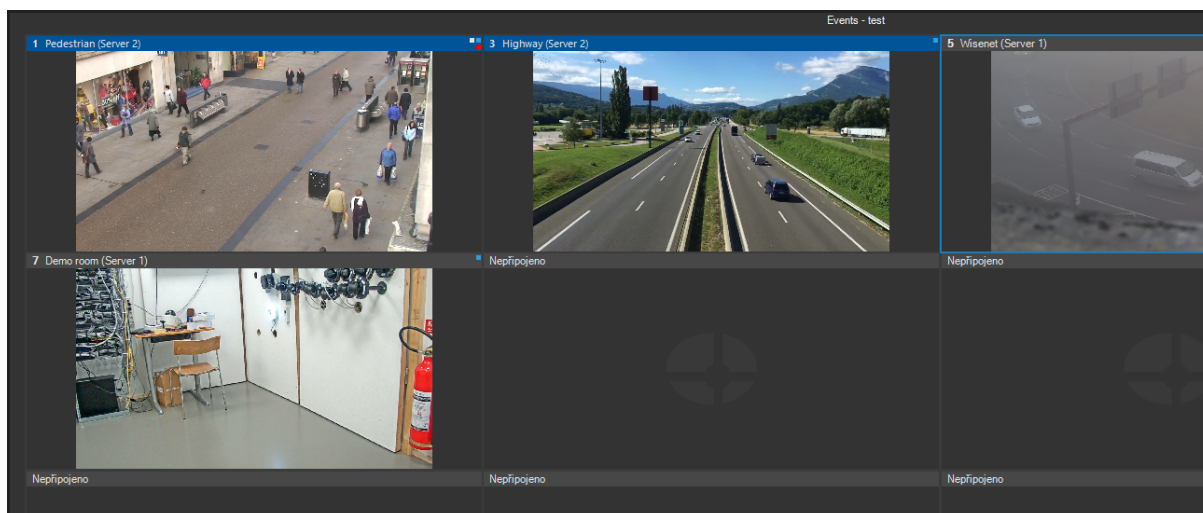 Events - test
1 Pedestrian (Server 2)
3 Highway (Server 2)
5 Wisenet (Server 1)
7 Demo room (Server 1)
Nepřipojeno
Nepřipojeno
Nepřipojeno
Nepřipojeno
Nepřipojeno